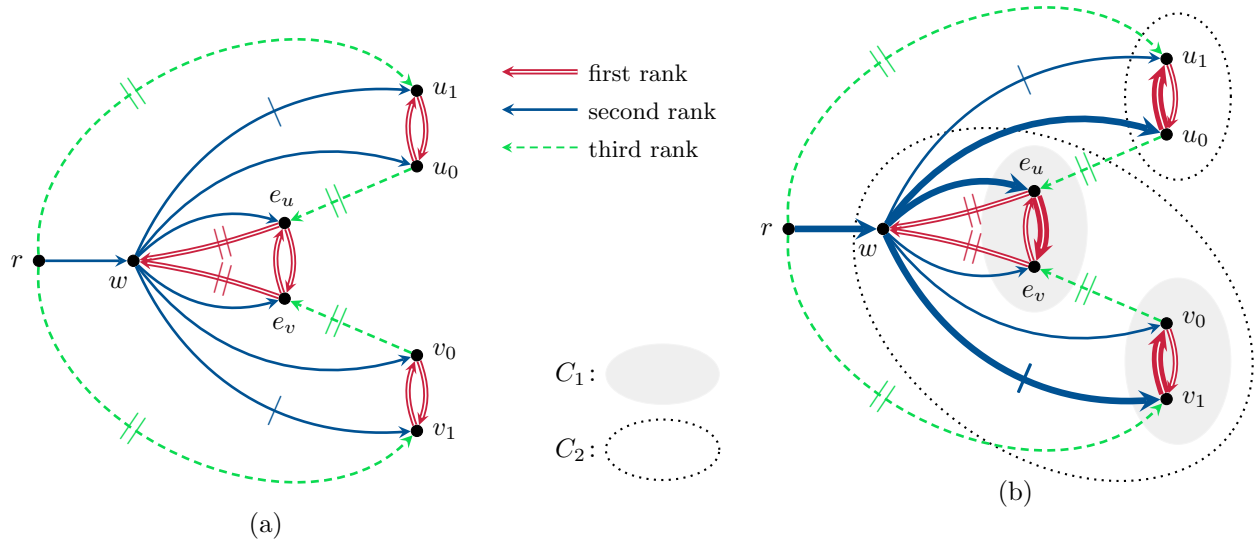 r
w
u₁
u₀
e_u
e_v
v₀
v₁
(a)
first rank
second rank
third rank
C₁:
C₂:
r
w
u₁
u₀
e_u
e_v
v₀
v₁
(b)